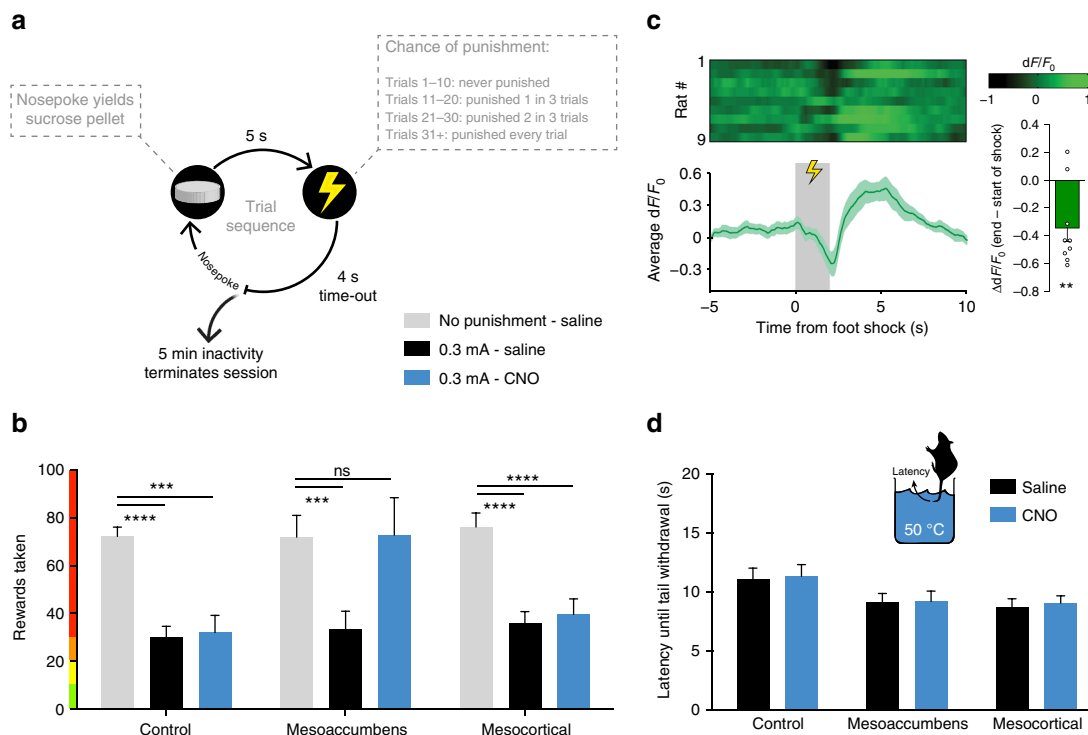 a
Nosepoke yields
sucrose pellet
Chance of punishment:
Trials 1–10: never punished
Trials 11–20: punished 1 in 3 trials
Trials 21–30: punished 2 in 3 trials
Trials 31+: punished every trial
5 s
Trial
sequence
Nosepoke
4 s
time-out
5 min inactivity
terminates session
No punishment - saline
0.3 mA - saline
0.3 mA - CNO
b
Rewards taken
100
80
60
40
20
0
***
****
ns
***
****
****
Control
Mesoaccumbens
Mesocortical
c
Rat #
1
9
dF/F0
−1
0
1
Average dF/F0
0.6
0.3
0
−0.3
−5
0
5
10
Time from foot shock (s)
ΔdF/F0 (end – start of shock)
0.4
0.2
−0.0
−0.2
−0.4
−0.6
−0.8
**
d
Latency until tail withdrawal (s)
20
15
10
5
0
Latency
50 °C
Saline
CNO
Control
Mesoaccumbens
Mesocortical